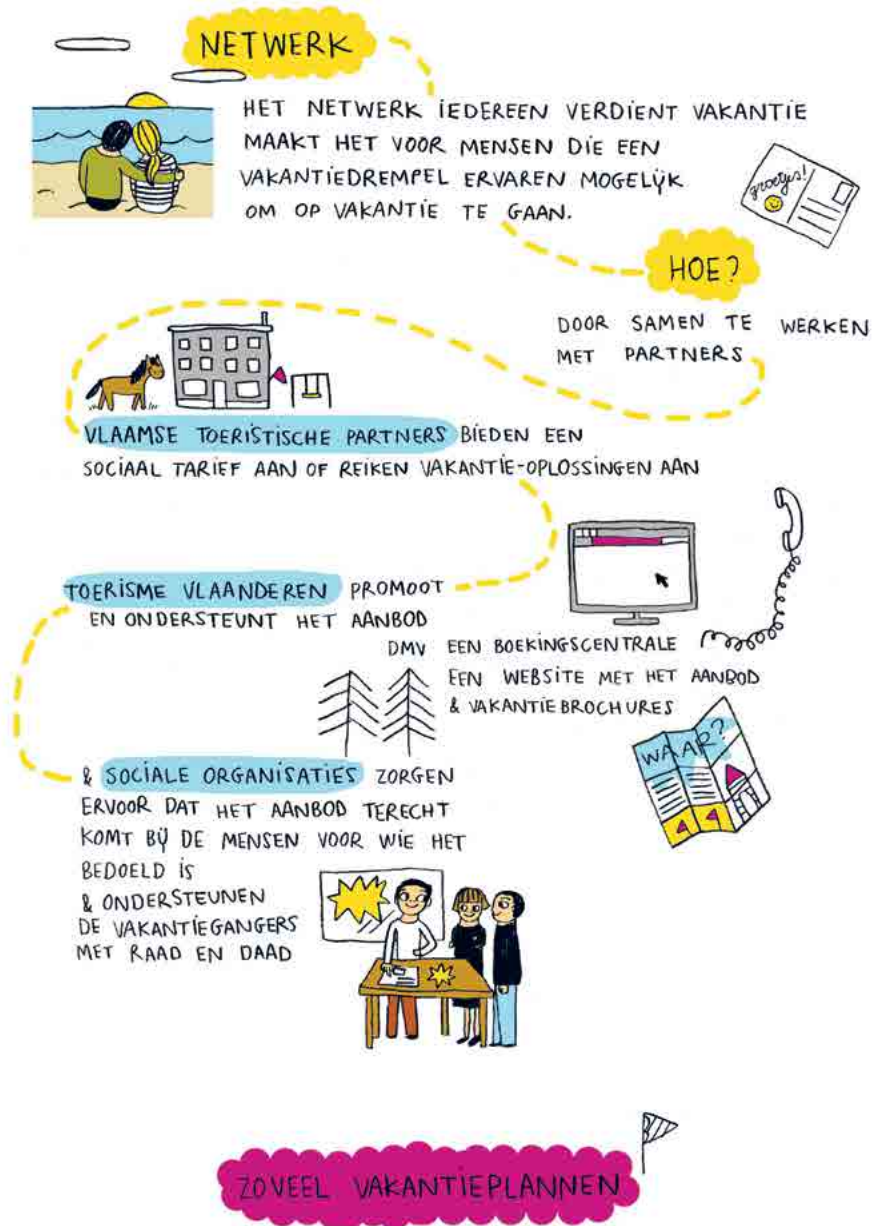 NETWERK
HET NETWERK IEDEREEN VERDIENT VAKANTIE
MAAKT HET VOOR MENSEN DIE EEN
VAKANTIEDREMPEL ERVAREN MOGELIJK
OM OP VAKANTIE TE GAAN.
groetjes!
HOE?
DOOR SAMEN TE WERKEN
MET PARTNERS
VLAAMSE TOERISTISCHE PARTNERS BIEDEN EEN
SOCIAAL TARIEF AAN OF REIKEN VAKANTIE-OPLOSSINGEN AAN
TOERISME VLAANDEREN PROMOOT
EN ONDERSTEUNT HET AANBOD
DMV EEN BOEKINGSCENTRALE
EEN WEBSITE MET HET AANBOD
& VAKANTIEBROCHURES
WAAR?
& SOCIALE ORGANISATIES ZORGEN
ERVOOR DAT HET AANBOD TERECHT
KOMT BIJ DE MENSEN VOOR WIE HET
BEDOELD IS
& ONDERSTEUNEN
DE VAKANTIEGANGERS
MET RAAD EN DAAD
ZOVEEL VAKANTIEPLANNEN